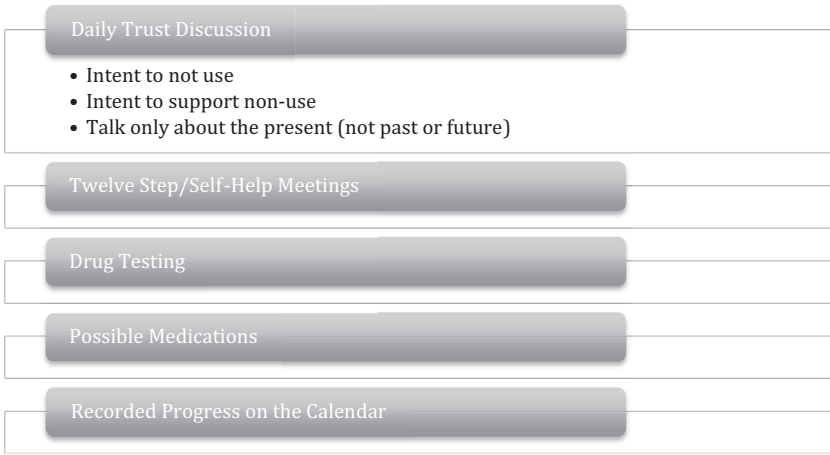 Daily Trust Discussion
• Intent to not use
• Intent to support non-use
• Talk only about the present (not past or future)
Twelve Step/Self-Help Meetings
Drug Testing
Possible Medications
Recorded Progress on the Calendar